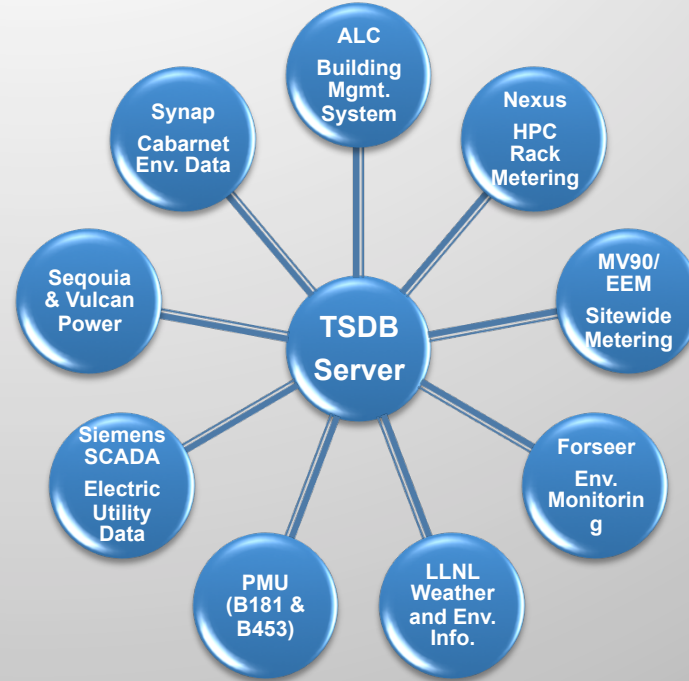 ALC
Building
Mgmt.
System
Nexus
HPC
Rack
Metering
MV90/
EEM
Sitewide
Metering
Forseer
Env.
Monitorin
g
LLNL
Weather
and Env.
Info.
PMU
(B181 &
B453)
Siemens
SCADA
Electric
Utility
Data
Seqouia
& Vulcan
Power
Synap
Cabarnet
Env. Data
TSDB
Server